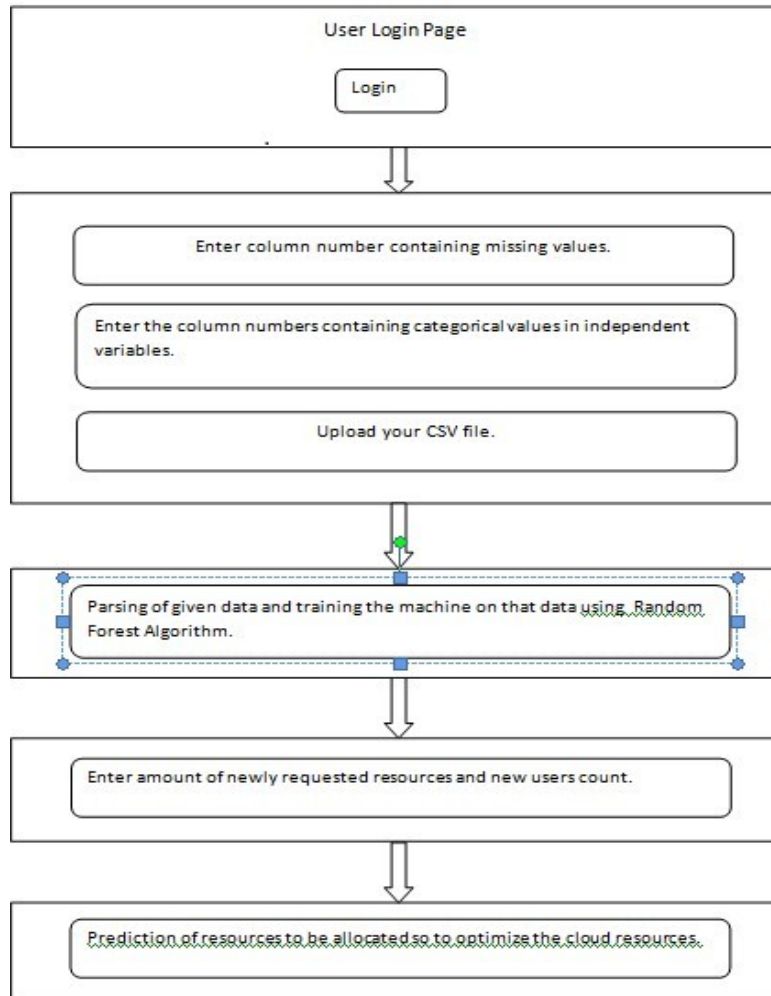 User Login Page
Login
Enter column number containing missing values.
Enter the column numbers containing categorical values in independent
variables.
Upload your CSV file.
Parsing of given data and training the machine on that data using Random
Forest Algorithm.
Enter amount of newly requested resources and new users count.
Prediction of resources to be allocated so to optimize the cloud resources.